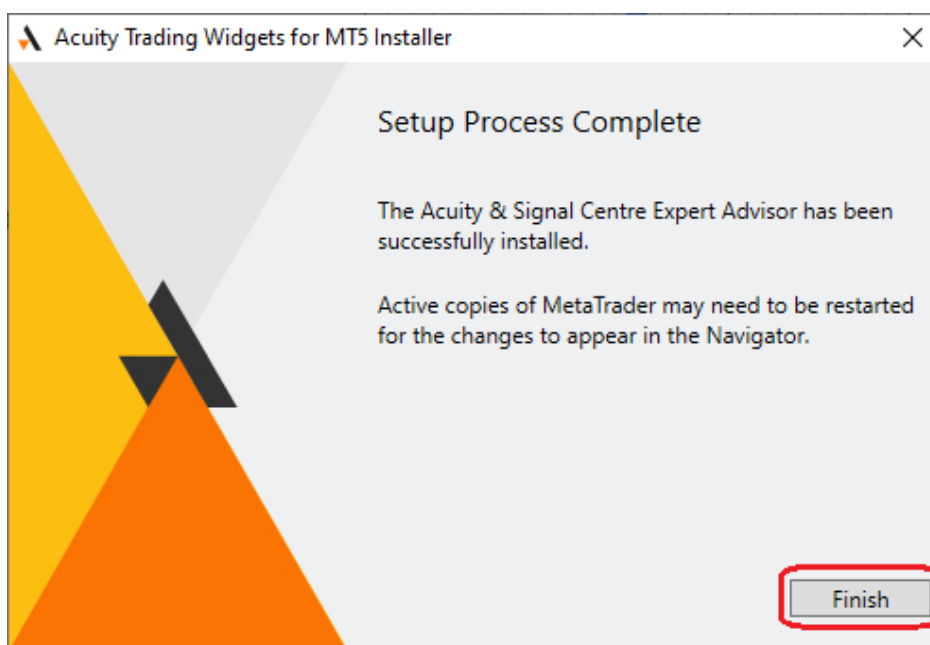 Acuity Trading Widgets for MT5 Installer
Setup Process Complete
The Acuity & Signal Centre Expert Advisor has been
successfully installed.
Active copies of MetaTrader may need to be restarted
for the changes to appear in the Navigator.
Finish